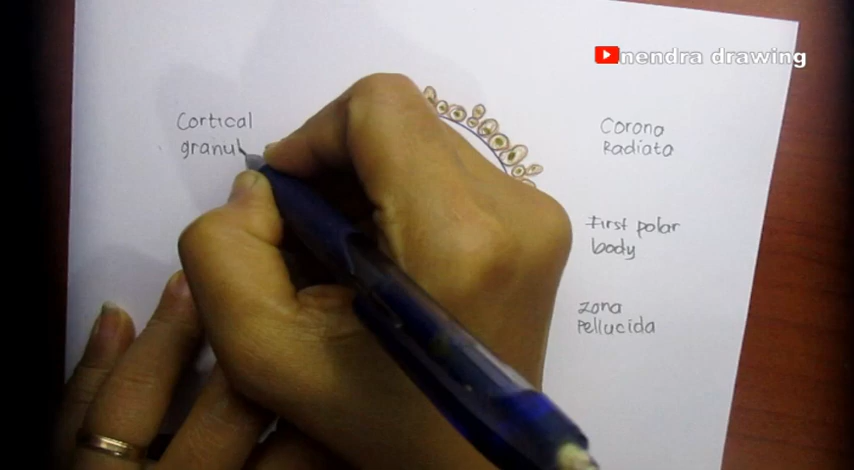 nendra drawing
Cortical
granul
Corona
Radiata
First polar
body
Zona
Pellucida